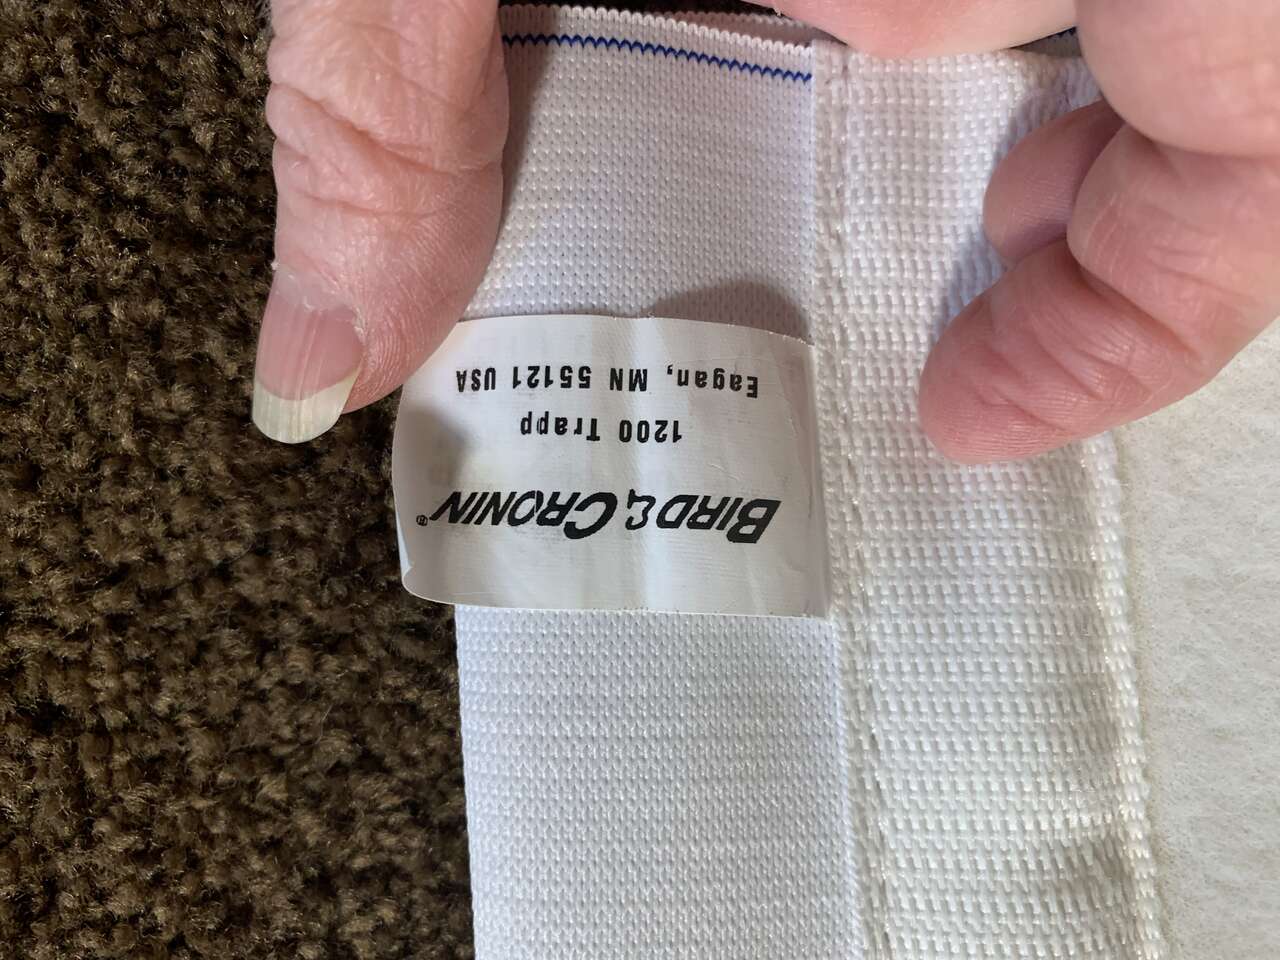 BIRD & CRONIN®
1200 Trapp
Eagan, MN 55121 USA